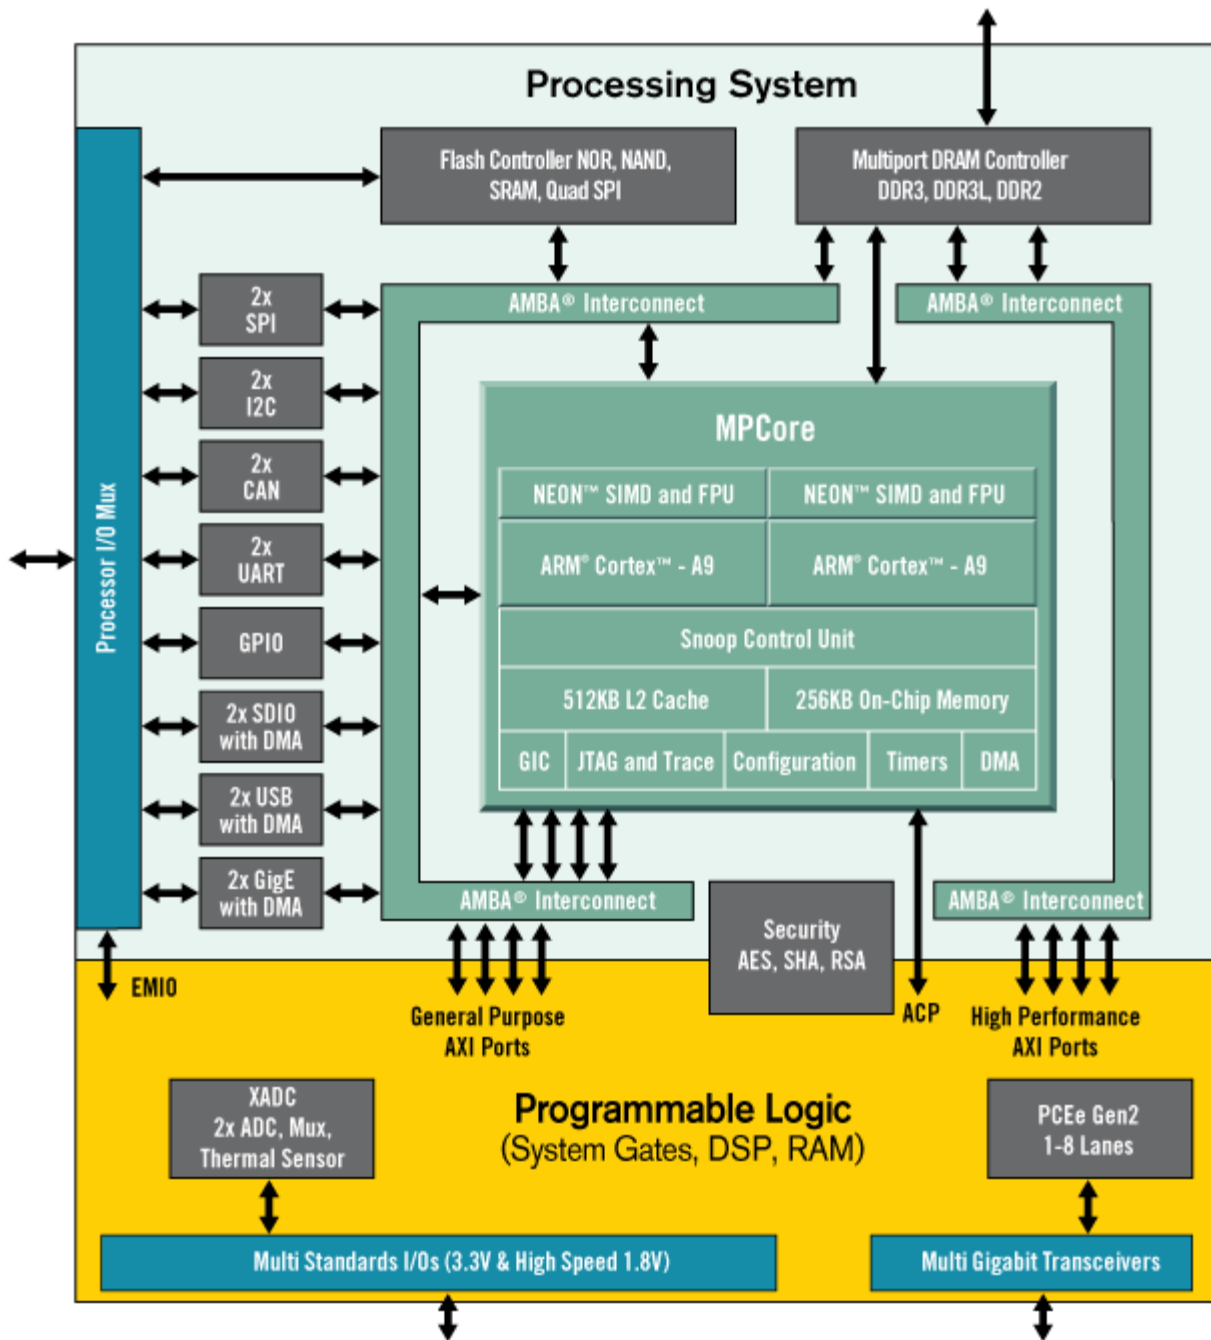 Processing System
Flash Controller NOR, NAND,
SRAM, Quad SPI
Multiport DRAM Controller
DDR3, DDR3L, DDR2
Processor I/O Mux
2x
SPI
2x
I2C
2x
CAN
2x
UART
GPIO
2x SDIO
with DMA
2x USB
with DMA
2x GigE
with DMA
AMBA® Interconnect
AMBA® Interconnect
MPCore
NEON™ SIMD and FPU
NEON™ SIMD and FPU
ARM® Cortex™ - A9
ARM® Cortex™ - A9
Snoop Control Unit
512KB L2 Cache
256KB On-Chip Memory
GIC
JTAG and Trace
Configuration
Timers
DMA
AMBA® Interconnect
AMBA® Interconnect
Security
AES, SHA, RSA
EMIO
General Purpose
AXI Ports
ACP
High Performance
AXI Ports
XADC
2x ADC, Mux,
Thermal Sensor
Programmable Logic
(System Gates, DSP, RAM)
PCEe Gen2
1-8 Lanes
Multi Standards I/Os (3.3V & High Speed 1.8V)
Multi Gigabit Transceivers